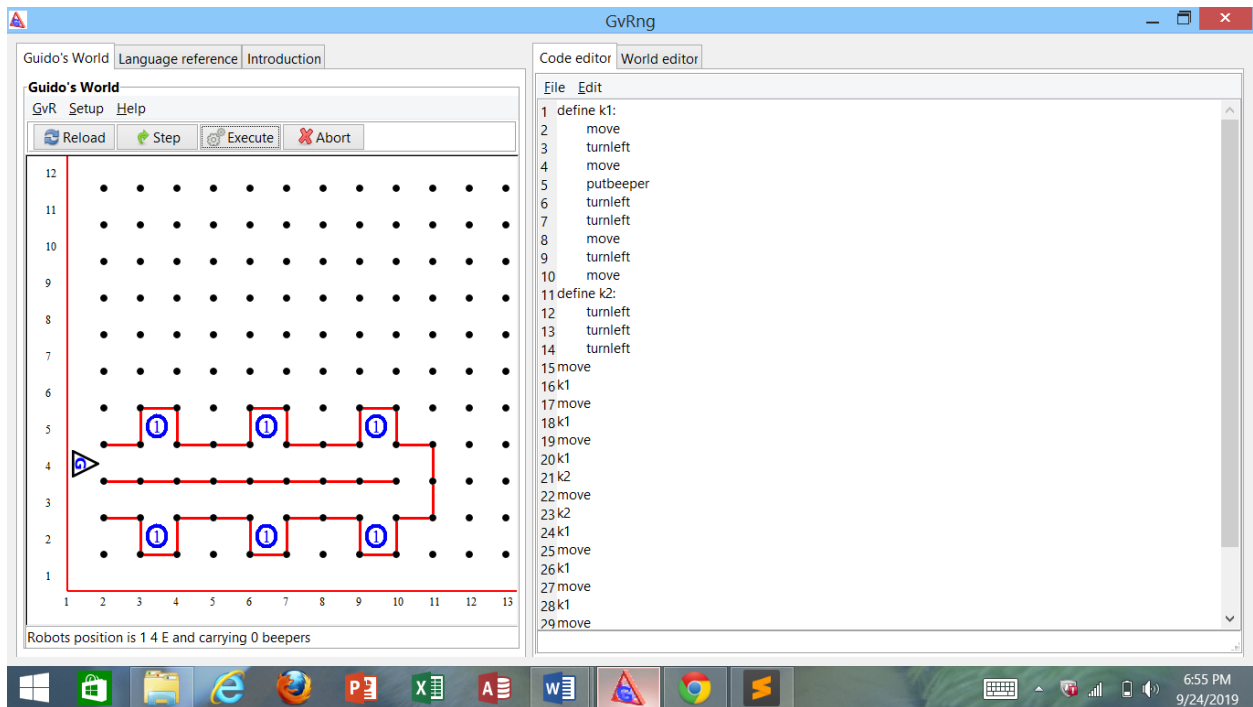 GvRng
Guido's World Language reference Introduction
Guido's World
GvR Setup Help
Reload Step Execute Abort
12
11
10
9
8
7
6
5
4
3
2
1
1 1 1
G
1 1 1
1 2 3 4 5 6 7 8 9 10 11 12 13
Robots position is 1 4 E and carrying 0 beepers
Code editor World editor
File Edit
1 define k1:
2 move
3 turnleft
4 move
5 putbeeper
6 turnleft
7 turnleft
8 move
9 turnleft
10 move
11 define k2:
12 turnleft
13 turnleft
14 turnleft
15 move
16 k1
17 move
18 k1
19 move
20 k1
21 k2
22 move
23 k2
24 k1
25 move
26 k1
27 move
28 k1
29 move
6:55 PM
9/24/2019